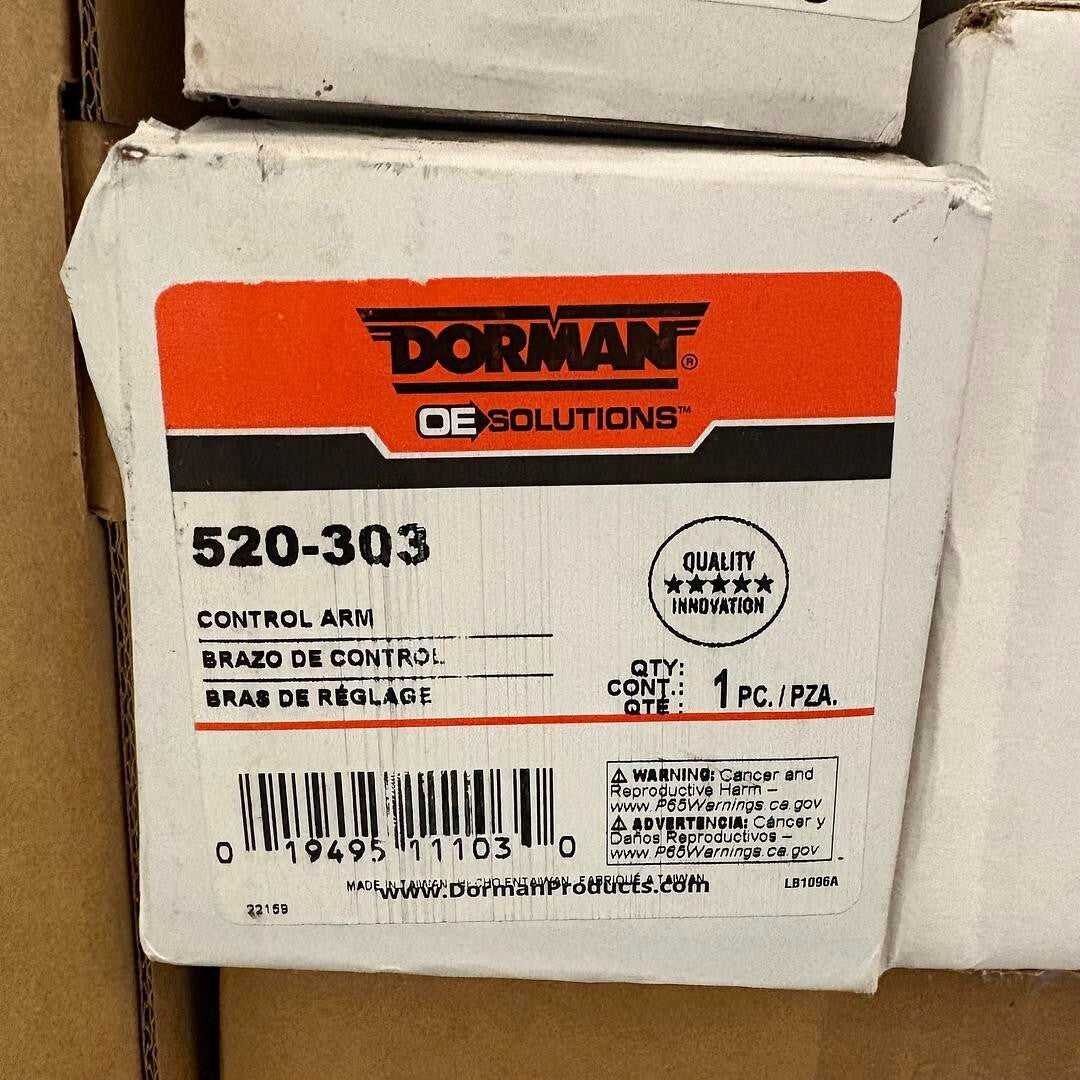 DORMAN®
OE SOLUTIONS™
520-303
QUALITY
★★★★★
INNOVATION
CONTROL ARM
BRAZO DE CONTROL
BRAS DE RÉGLAGE
QTY:
CONT.:
QTÉ :
1 PC. / PZA.
⚠ WARNING: Cancer and
Reproductive Harm –
www.P65Warnings.ca.gov
⚠ ADVERTENCIA: Cáncer y
Daños Reproductivos –
www.P65Warnings.ca.gov
0 19495 11103 0
MADE IN TAIWAN HECHO EN TAIWAN FABRIQUÉ A TAIWAN
www.DormanProducts.com
LB1096A